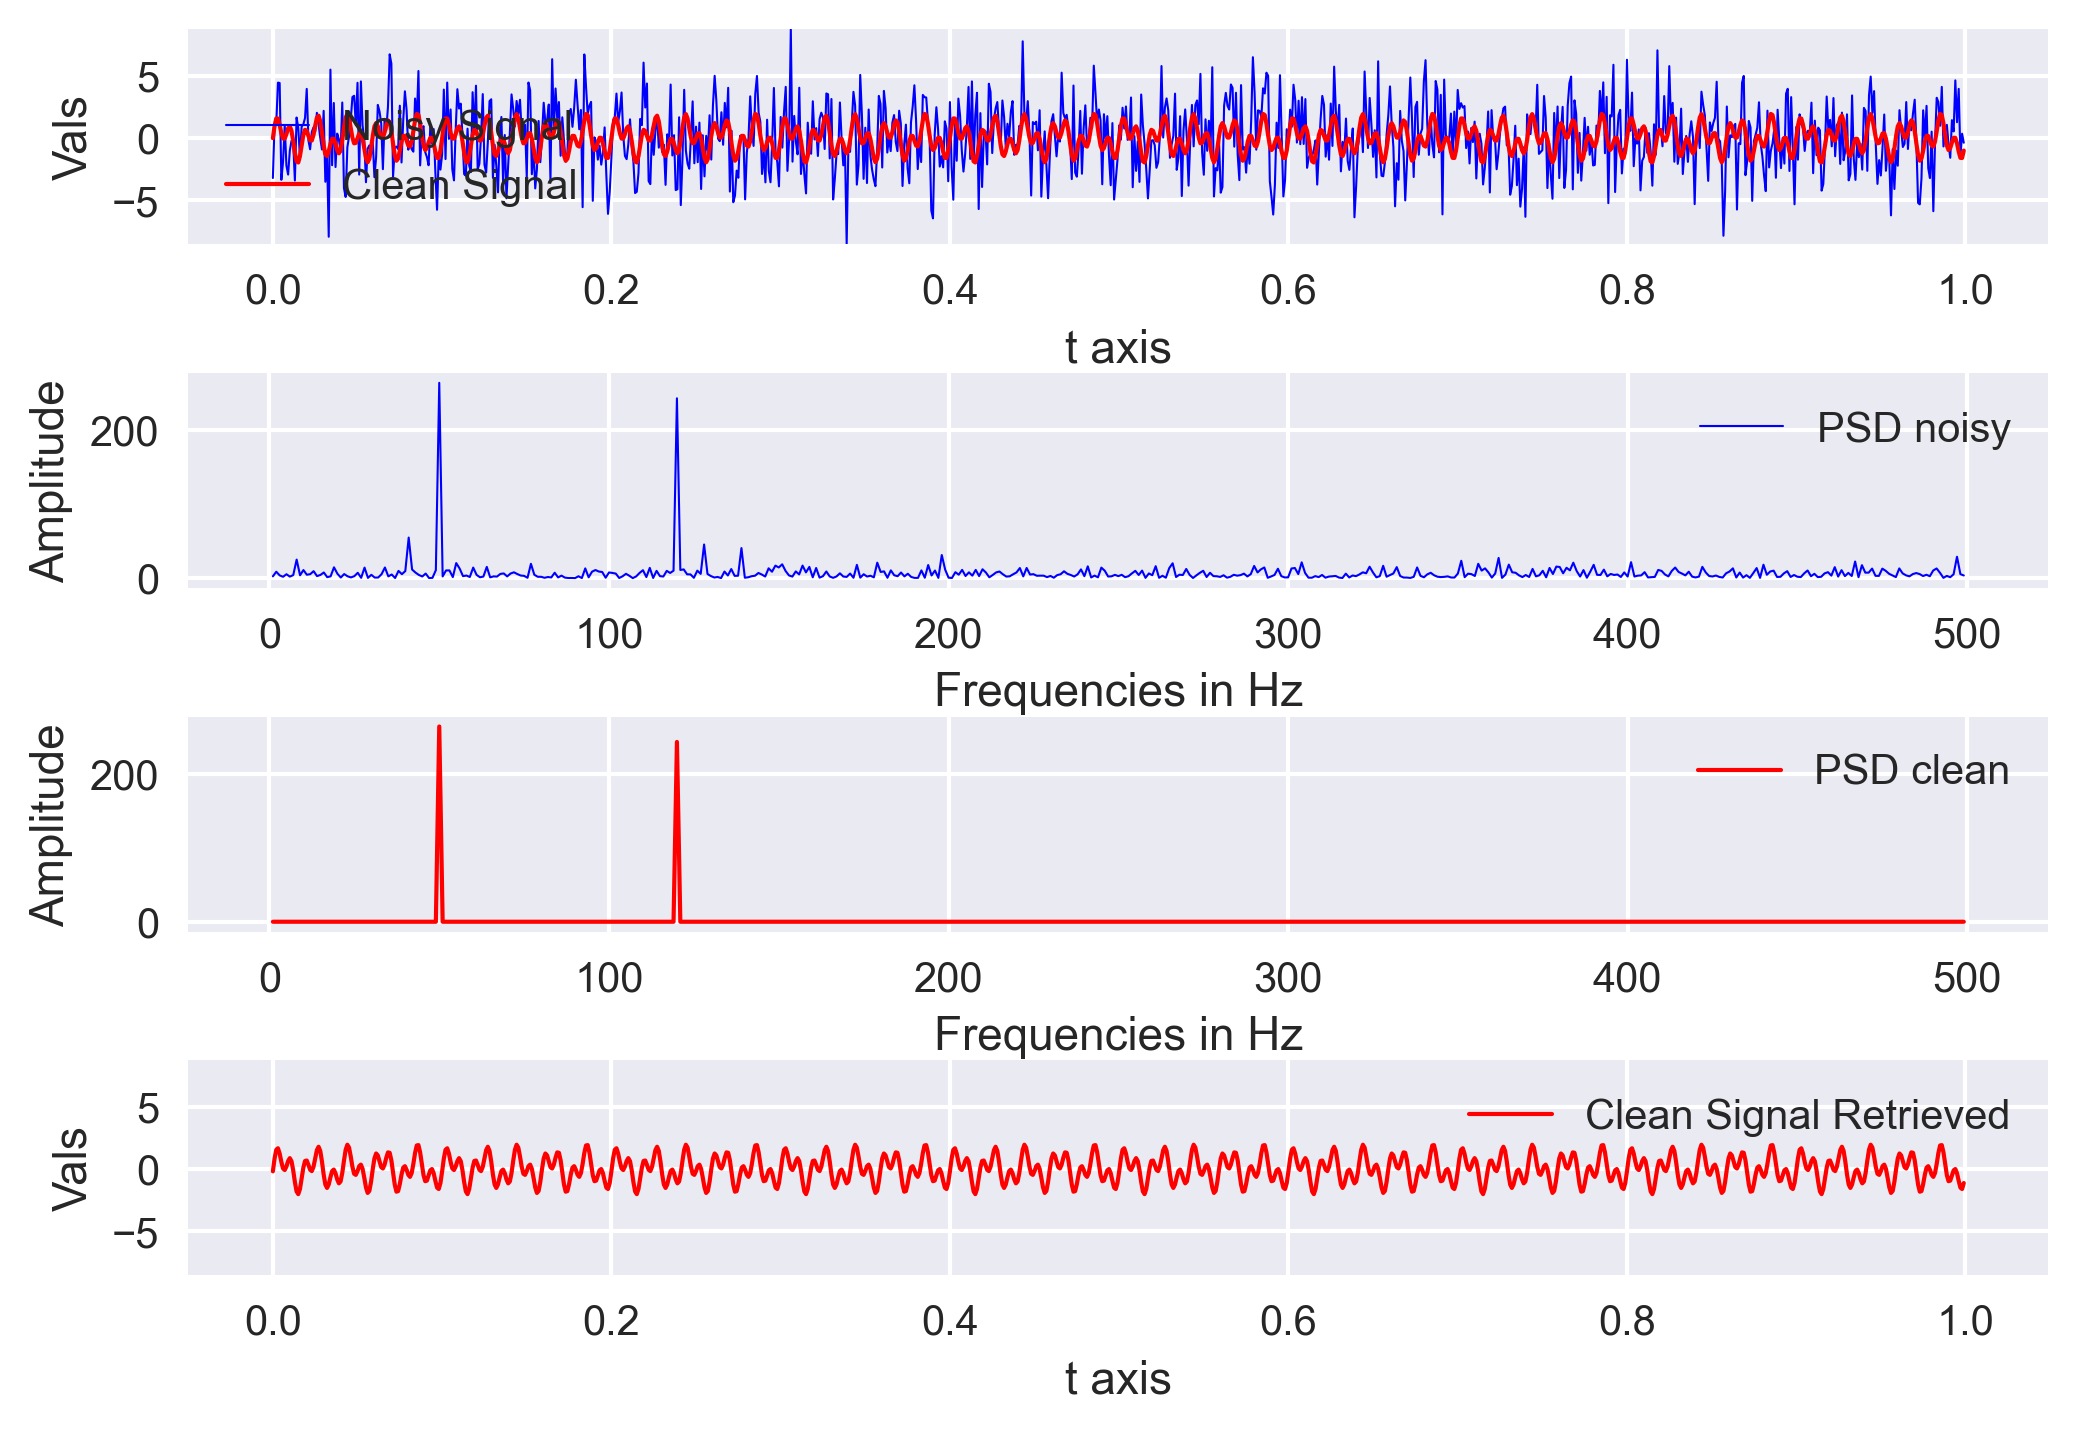 Vals
5
0
−5
Noisy Signal
Clean Signal
0.0 0.2 0.4 0.6 0.8 1.0
t axis
Amplitude
200
0
PSD noisy
0 100 200 300 400 500
Frequencies in Hz
Amplitude
200
0
PSD clean
0 100 200 300 400 500
Frequencies in Hz
Vals
5
0
−5
Clean Signal Retrieved
0.0 0.2 0.4 0.6 0.8 1.0
t axis